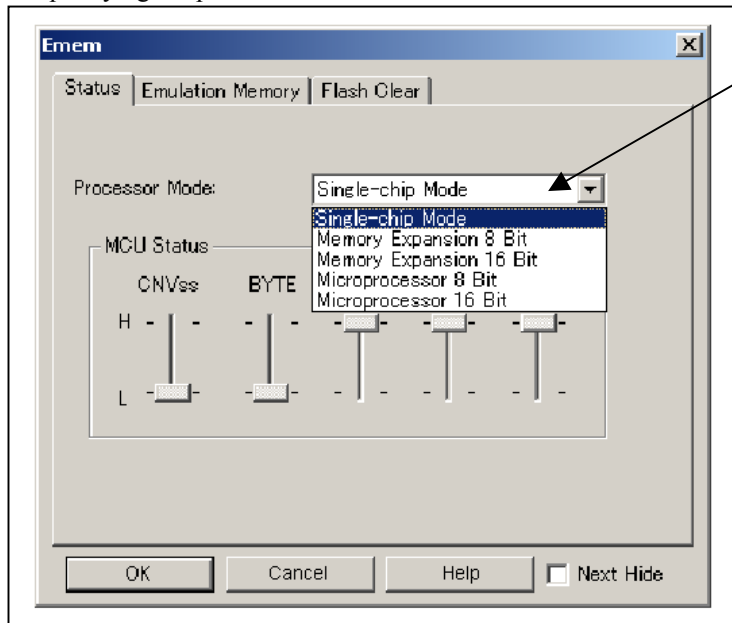 Emem
Status Emulation Memory Flash Clear
Processor Mode: Single-chip Mode
Single-chip Mode
Memory Expansion 8 Bit
Memory Expansion 16 Bit
Microprocessor 8 Bit
Microprocessor 16 Bit
MCU Status
CNVss BYTE
H
L
OK Cancel Help Next Hide